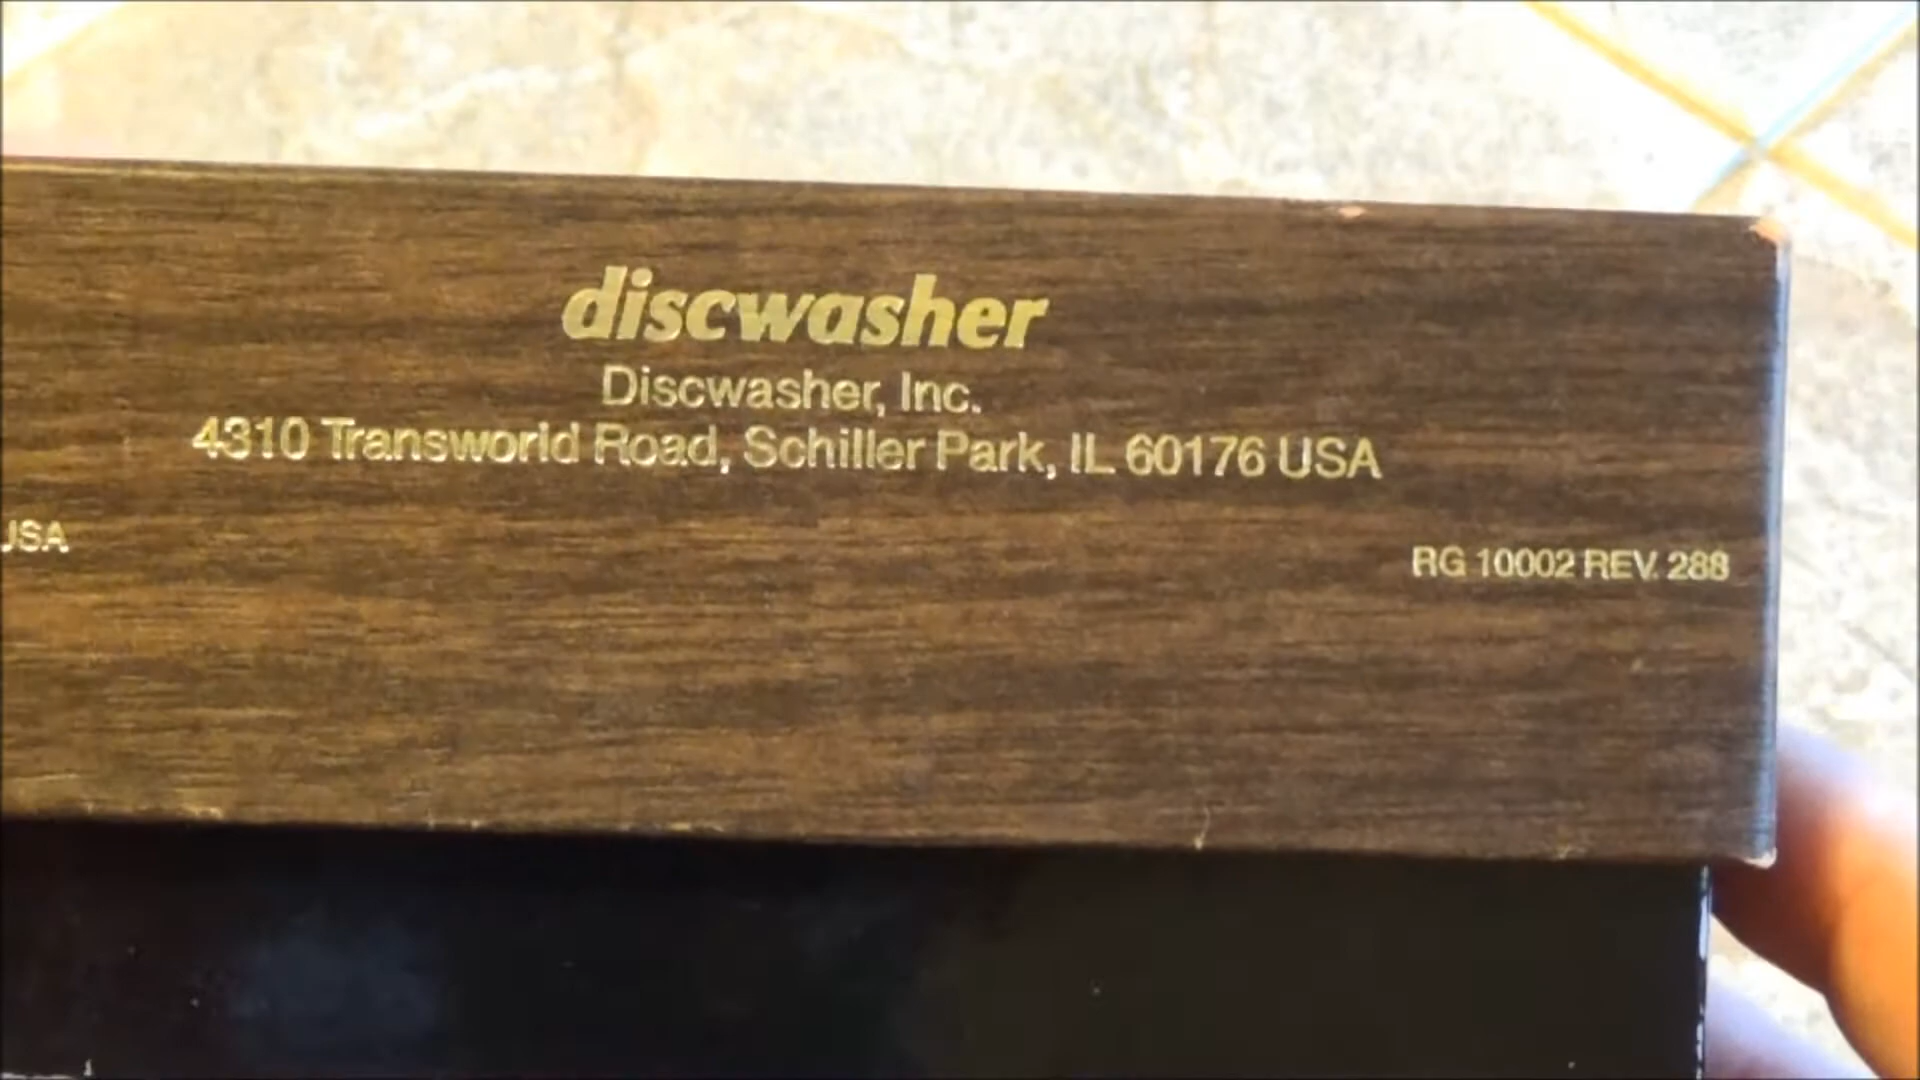 discwasher
Discwasher, Inc.
4310 Transworld Road, Schiller Park, IL 60176 USA
USA
RG 10002 REV. 288